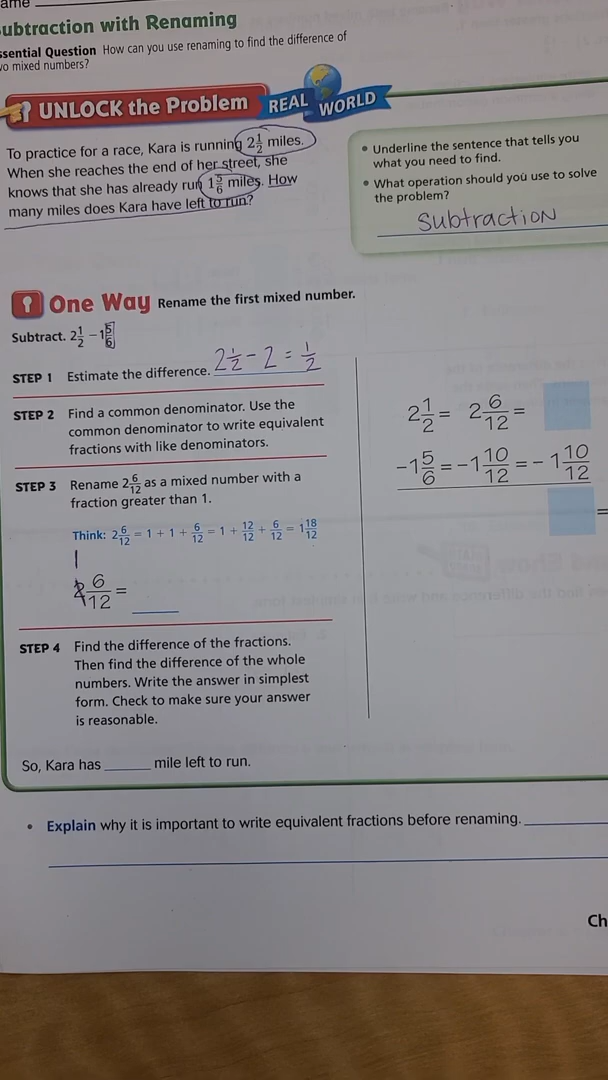 ame
ubtraction with Renaming
ssential Question How can you use renaming to find the difference of
wo mixed numbers?
UNLOCK the Problem REAL WORLD
To practice for a race, Kara is running 2 1/2 miles.
When she reaches the end of her street, she
knows that she has already run 1 5/6 miles. How
many miles does Kara have left to run?
• Underline the sentence that tells you
what you need to find.
• What operation should you use to solve
the problem?
subtraction
One Way Rename the first mixed number.
Subtract. 2 1/2 − 1 5/6
STEP 1 Estimate the difference. 2 1/2 - 2 = 1/2
STEP 2 Find a common denominator. Use the
common denominator to write equivalent
fractions with like denominators.
STEP 3 Rename 2 6/12 as a mixed number with a
fraction greater than 1.
Think: 2 6/12 = 1 + 1 + 6/12 = 1 + 12/12 + 6/12 = 1 18/12
1
2 6/12 =
STEP 4 Find the difference of the fractions.
Then find the difference of the whole
numbers. Write the answer in simplest
form. Check to make sure your answer
is reasonable.
So, Kara has ______ mile left to run.
2 1/2 = 2 6/12 =
−1 5/6 = −1 10/12 = − 1 10/12
=
• Explain why it is important to write equivalent fractions before renaming.
Ch